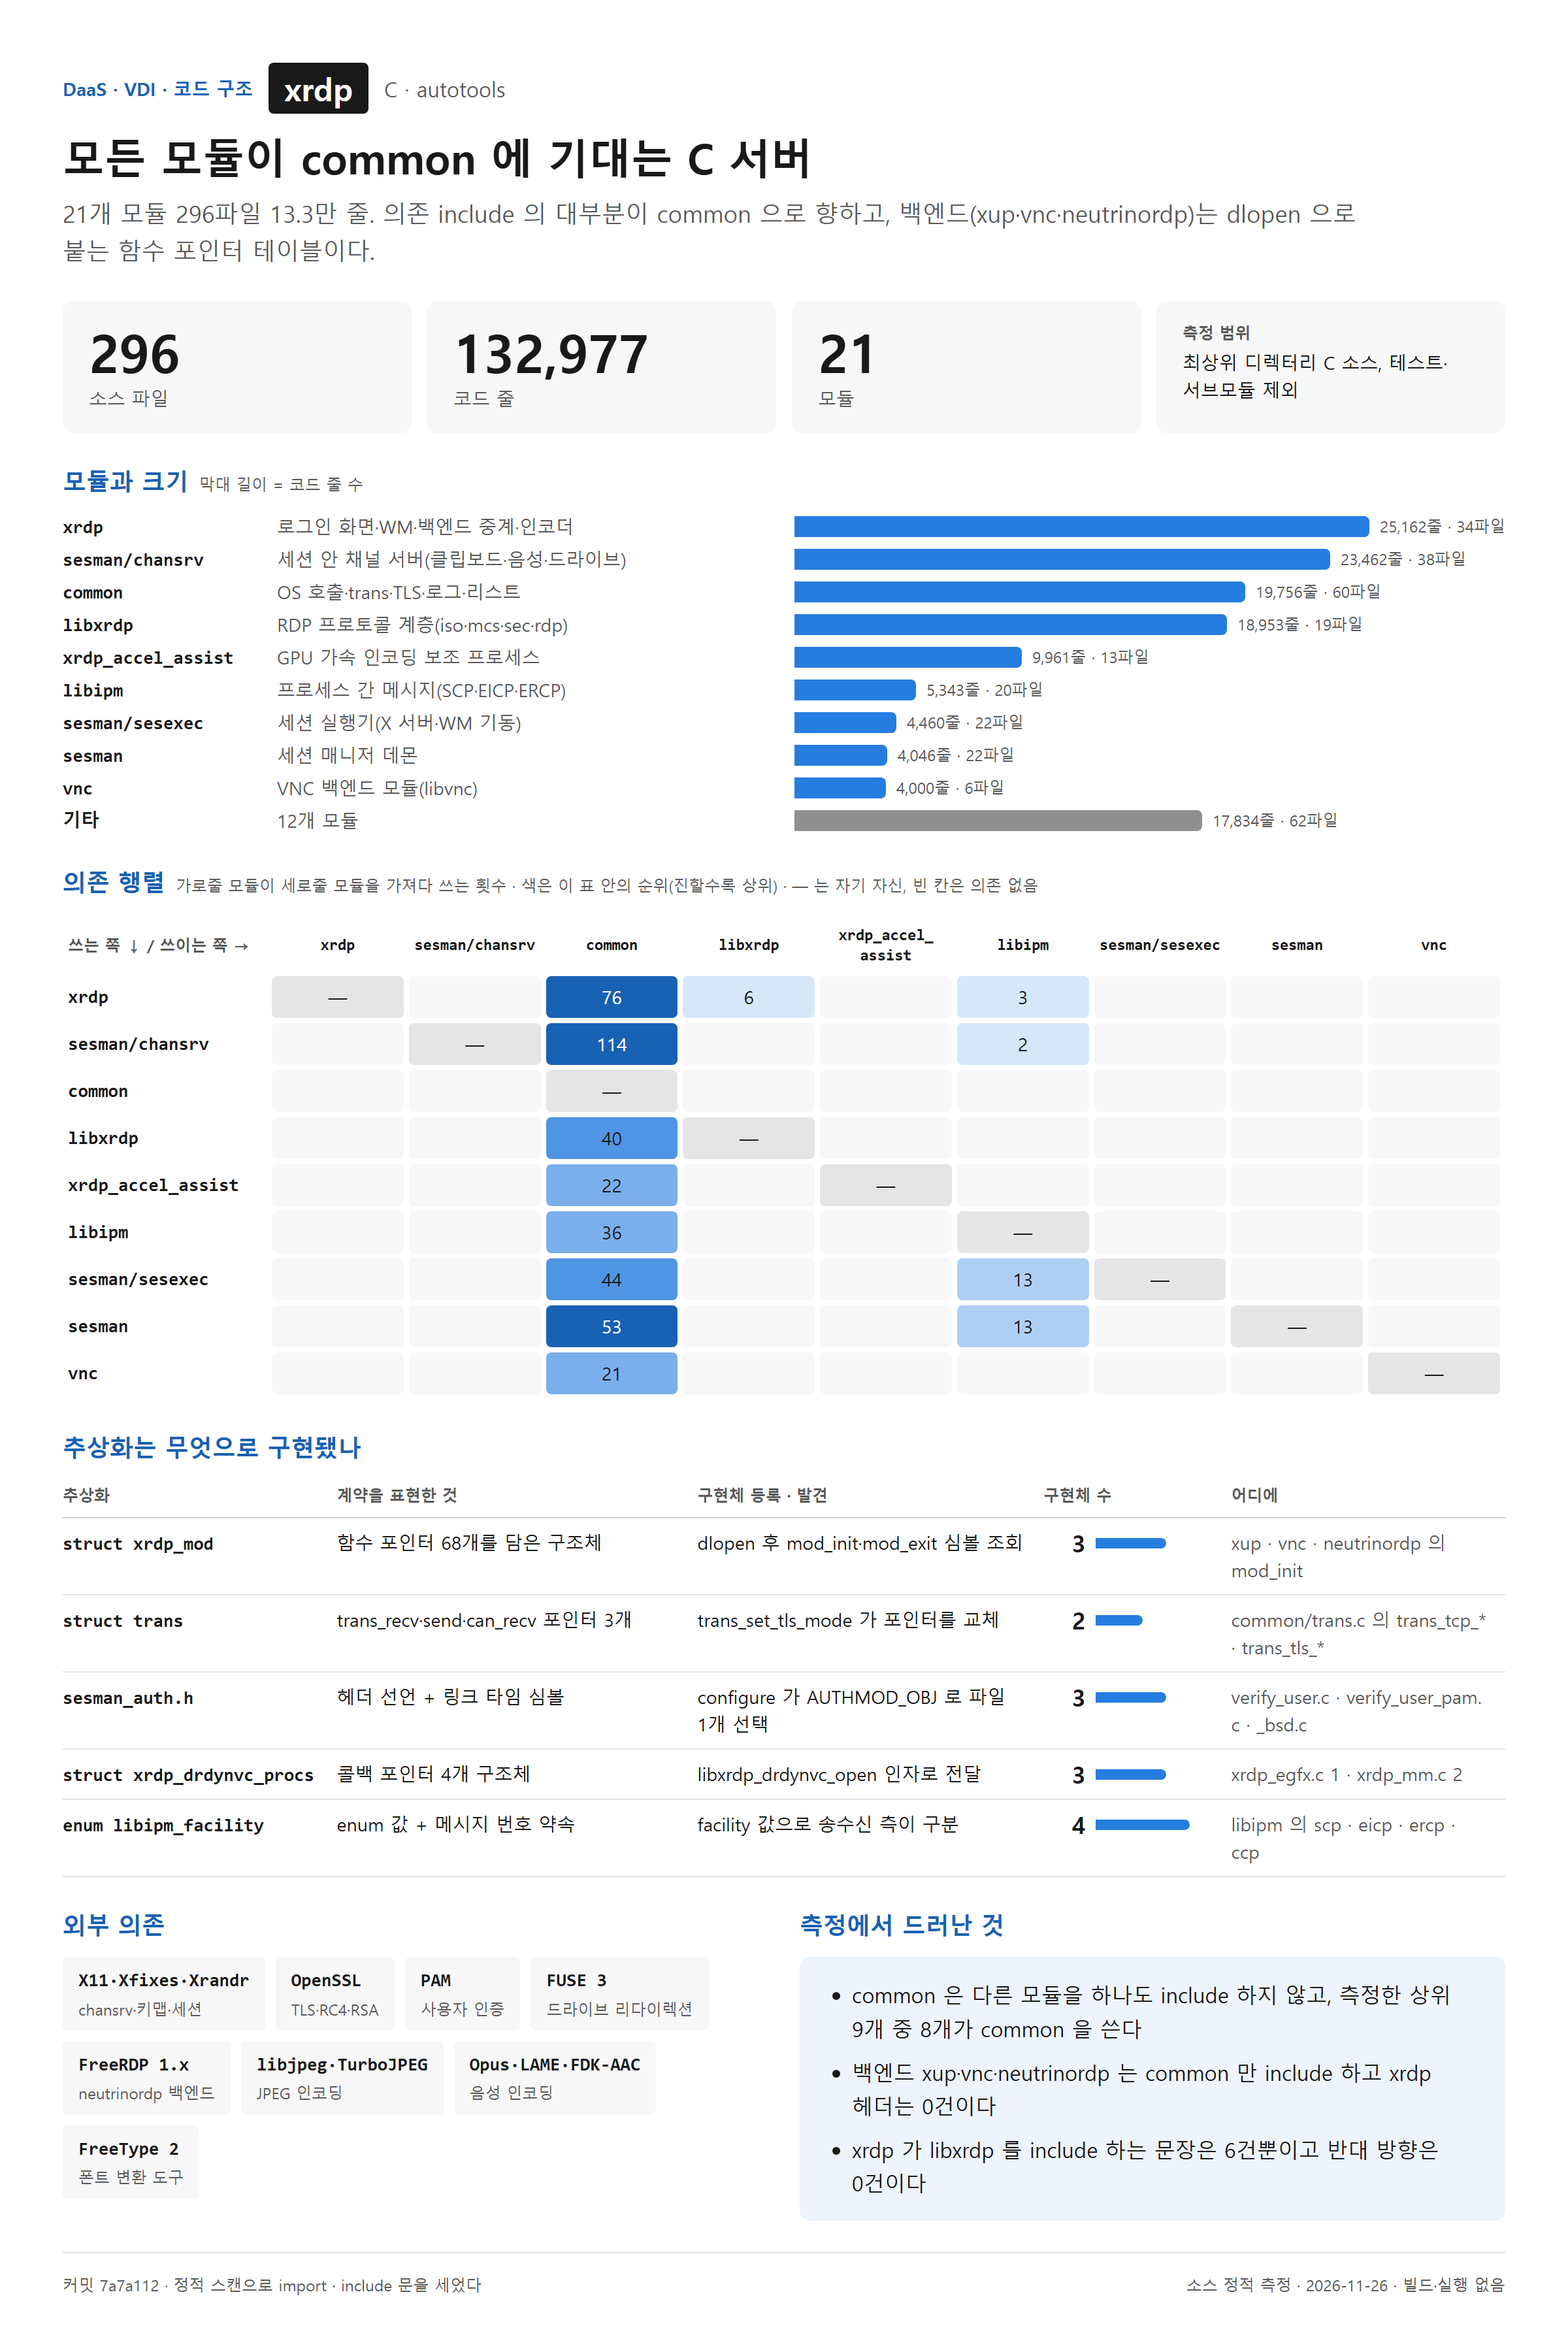 DaaS · VDI · 코드 구조 xrdp C · autotools
모든 모듈이 common 에 기대는 C 서버
21개 모듈 296파일 13.3만 줄. 의존 include 의 대부분이 common 으로 향하고, 백엔드(xup·vnc·neutrinordp)는 dlopen 으로
붙는 함수 포인터 테이블이다.
296
소스 파일
132,977
코드 줄
21
모듈
측정 범위
최상위 디렉터리 C 소스, 테스트·
서브모듈 제외
모듈과 크기 막대 길이 = 코드 줄 수
xrdp 로그인 화면·WM·백엔드 중계·인코더 25,162줄 · 34파일
sesman/chansrv 세션 안 채널 서버(클립보드·음성·드라이브) 23,462줄 · 38파일
common OS 호출·trans·TLS·로그·리스트 19,756줄 · 60파일
libxrdp RDP 프로토콜 계층(iso·mcs·sec·rdp) 18,953줄 · 19파일
xrdp_accel_assist GPU 가속 인코딩 보조 프로세스 9,961줄 · 13파일
libipm 프로세스 간 메시지(SCP·EICP·ERCP) 5,343줄 · 20파일
sesman/sesexec 세션 실행기(X 서버·WM 기동) 4,460줄 · 22파일
sesman 세션 매니저 데몬 4,046줄 · 22파일
vnc VNC 백엔드 모듈(libvnc) 4,000줄 · 6파일
기타 12개 모듈 17,834줄 · 62파일
의존 행렬 가로줄 모듈이 세로줄 모듈을 가져다 쓰는 횟수 · 색은 이 표 안의 순위(진할수록 상위) · — 는 자기 자신, 빈 칸은 의존 없음
쓰는 쪽 ↓ / 쓰이는 쪽 → xrdp sesman/chansrv common libxrdp xrdp_accel_ libipm sesman/sesexec sesman vnc
assist
xrdp — 76 6 3
sesman/chansrv — 114 2
common —
libxrdp 40 —
xrdp_accel_assist 22 —
libipm 36 —
sesman/sesexec 44 13 —
sesman 53 13 —
vnc 21 —
추상화는 무엇으로 구현됐나
추상화 계약을 표현한 것 구현체 등록 · 발견 구현체 수 어디에
struct xrdp_mod 함수 포인터 68개를 담은 구조체 dlopen 후 mod_init·mod_exit 심볼 조회 3 xup · vnc · neutrinordp 의
mod_init
struct trans trans_recv·send·can_recv 포인터 3개 trans_set_tls_mode 가 포인터를 교체 2 common/trans.c 의 trans_tcp_*
· trans_tls_*
sesman_auth.h 헤더 선언 + 링크 타임 심볼 configure 가 AUTHMOD_OBJ 로 파일 3 verify_user.c · verify_user_pam.
1개 선택 c · _bsd.c
struct xrdp_drdynvc_procs 콜백 포인터 4개 구조체 libxrdp_drdynvc_open 인자로 전달 3 xrdp_egfx.c 1 · xrdp_mm.c 2
enum libipm_facility enum 값 + 메시지 번호 약속 facility 값으로 송수신 측이 구분 4 libipm 의 scp · eicp · ercp ·
ccp
외부 의존
X11·Xfixes·Xrandr OpenSSL PAM FUSE 3
chansrv·키맵·세션 TLS·RC4·RSA 사용자 인증 드라이브 리다이렉션
FreeRDP 1.x libjpeg·TurboJPEG Opus·LAME·FDK-AAC
neutrinordp 백엔드 JPEG 인코딩 음성 인코딩
FreeType 2
폰트 변환 도구
측정에서 드러난 것
• common 은 다른 모듈을 하나도 include 하지 않고, 측정한 상위
9개 중 8개가 common 을 쓴다
• 백엔드 xup·vnc·neutrinordp 는 common 만 include 하고 xrdp
헤더는 0건이다
• xrdp 가 libxrdp 를 include 하는 문장은 6건뿐이고 반대 방향은
0건이다
커밋 7a7a112 · 정적 스캔으로 import · include 문을 세었다
소스 정적 측정 · 2026-11-26 · 빌드·실행 없음